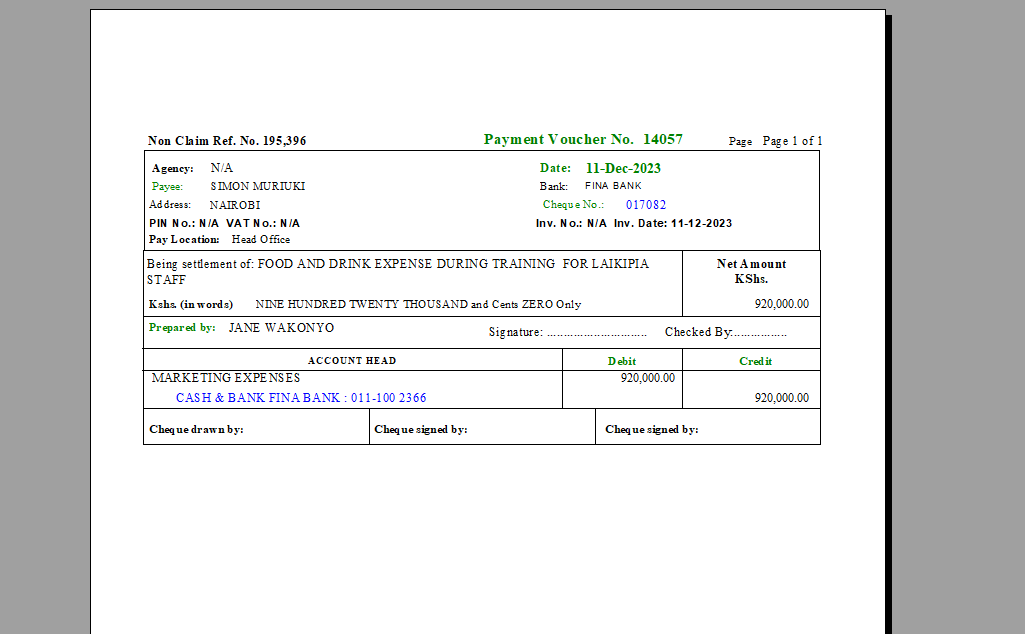 Non Claim Ref. No. 195,396 Payment Voucher No. 14057 Page Page 1 of 1
Agency: N/A Date: 11-Dec-2023
Payee: SIMON MURIUKI Bank: FINA BANK
Address: NAIROBI Cheque No.: 017082
PIN No.: N/A VAT No.: N/A Inv. No.: N/A Inv. Date: 11-12-2023
Pay Location: Head Office
Being settlement of: FOOD AND DRINK EXPENSE DURING TRAINING FOR LAIKIPIA Net Amount
STAFF KShs.
Kshs. (in words) NINE HUNDRED TWENTY THOUSAND and Cents ZERO Only 920,000.00
Prepared by: JANE WAKONYO Signature: ............................... Checked By:................
ACCOUNT HEAD Debit Credit
MARKETING EXPENSES 920,000.00
CASH & BANK FINA BANK : 011-100 2366 920,000.00
Cheque drawn by: Cheque signed by: Cheque signed by: